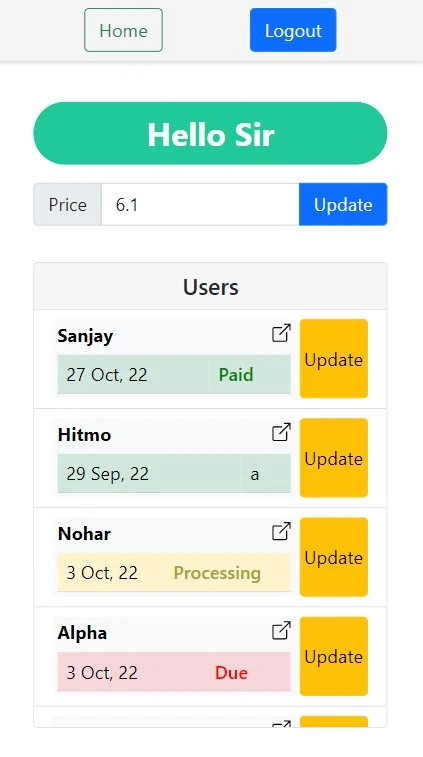 Home Logout
Hello Sir
Price 6.1 Update
Users
Sanjay
27 Oct, 22 Paid
Update
Hitmo
29 Sep, 22 a
Update
Nohar
3 Oct, 22 Processing
Update
Alpha
3 Oct, 22 Due
Update